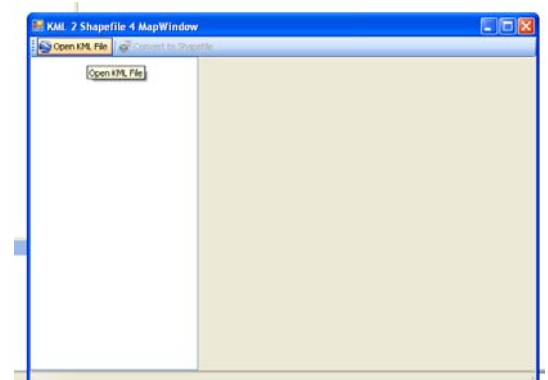 KML 2 Shapefile 4 MapWindow
Open KML File Convert to Shapefile
Open KML File